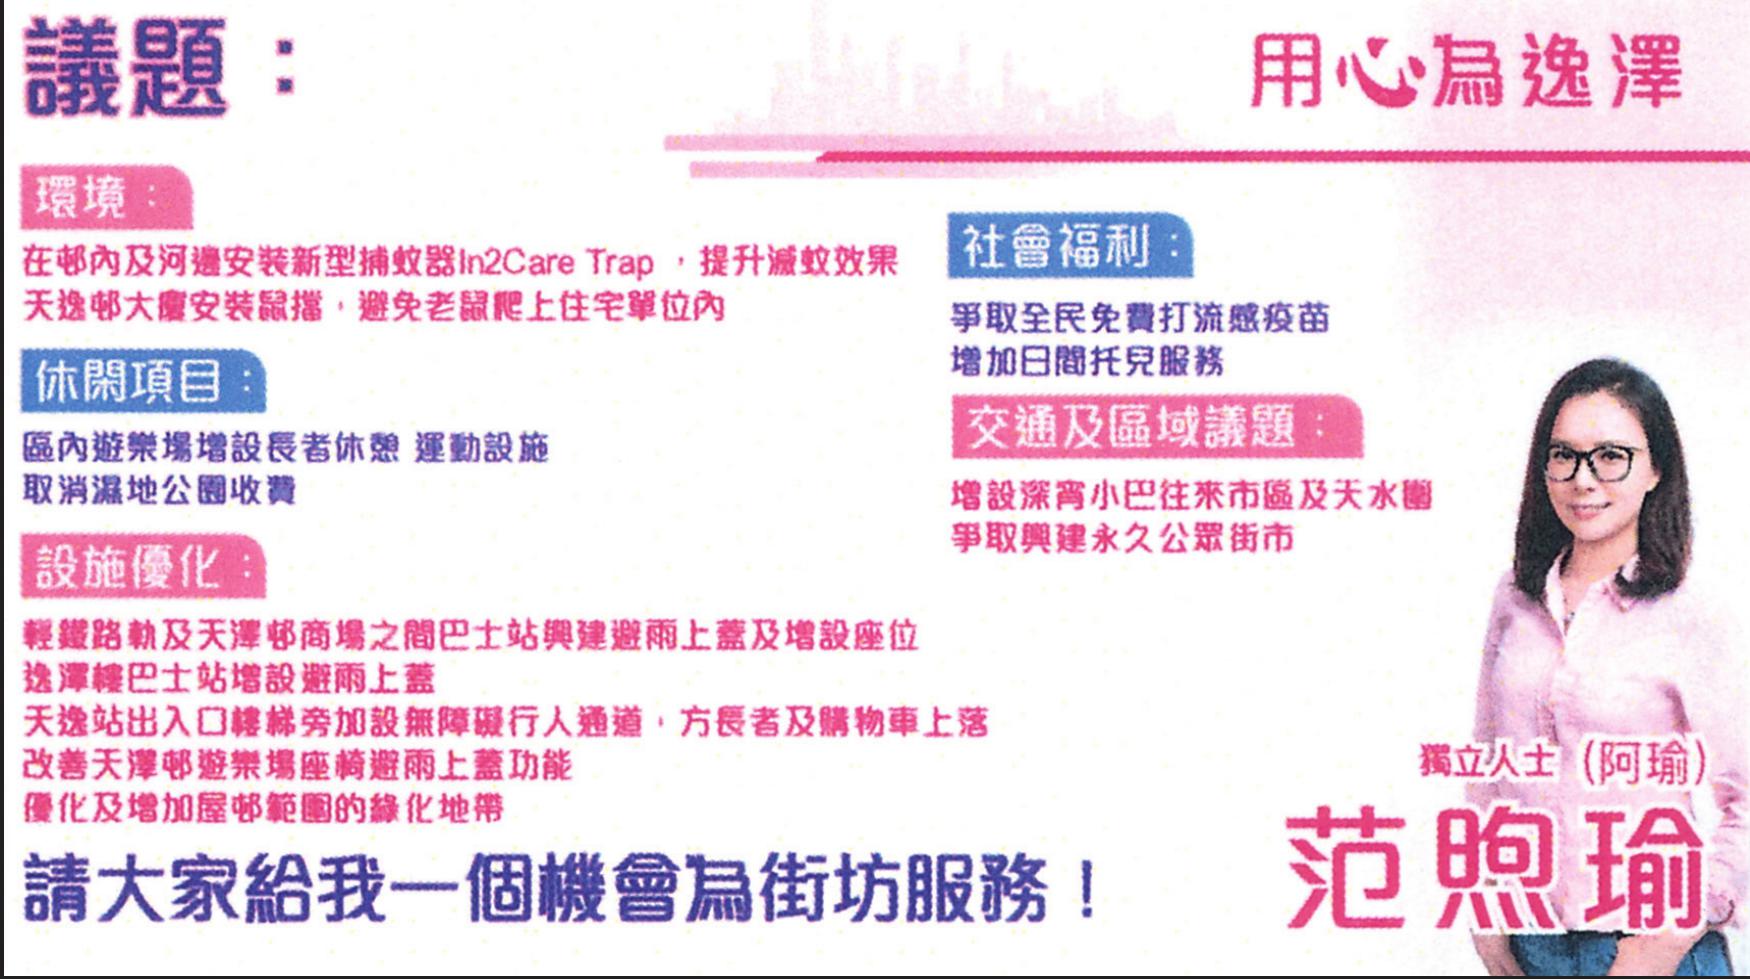 議題：
用心為逸澤
環境：
在邨內及河邊安裝新型捕蚊器In2Care Trap ，提升滅蚊效果
天逸邨大廈安裝鼠擋，避免老鼠爬上住宅單位內
休閑項目：
區內遊樂場增設長者休憩 運動設施
取消濕地公園收費
設施優化：
輕鐵路軌及天澤邨商場之間巴士站興建避雨上蓋及增設座位
逸澤樓巴士站增設避雨上蓋
天逸站出入口樓梯旁加設無障礙行人通道，方長者及購物車上落
改善天澤邨遊樂場座椅避雨上蓋功能
優化及增加屋邨範圍的綠化地帶
社會福利：
爭取全民免費打流感疫苗
增加日間托兒服務
交通及區域議題：
增設深宵小巴往來市區及天水圍
爭取興建永久公眾街市
獨立人士（阿瑜）
范煦瑜
請大家給我一個機會為街坊服務！